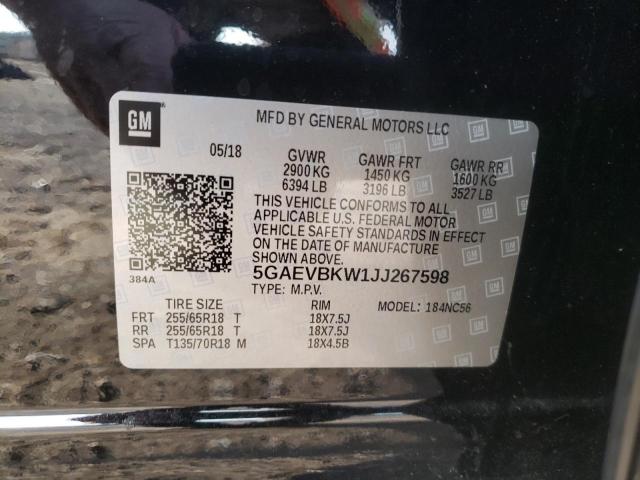 GM
MFD BY GENERAL MOTORS LLC
05/18 GVWR GAWR FRT GAWR RR
2900 KG 1450 KG 1600 KG
6394 LB 3196 LB 3527 LB
THIS VEHICLE CONFORMS TO ALL
APPLICABLE U.S. FEDERAL MOTOR
VEHICLE SAFETY STANDARDS IN EFFECT
ON THE DATE OF MANUFACTURE
SHOWN ABOVE.
384A
5GAEVBKW1JJ267598
TYPE: M.P.V. MODEL: 184NC56
TIRE SIZE RIM
FRT 255/65R18 T 18X7.5J
RR 255/65R18 T 18X7.5J
SPA T135/70R18 M 18X4.5B